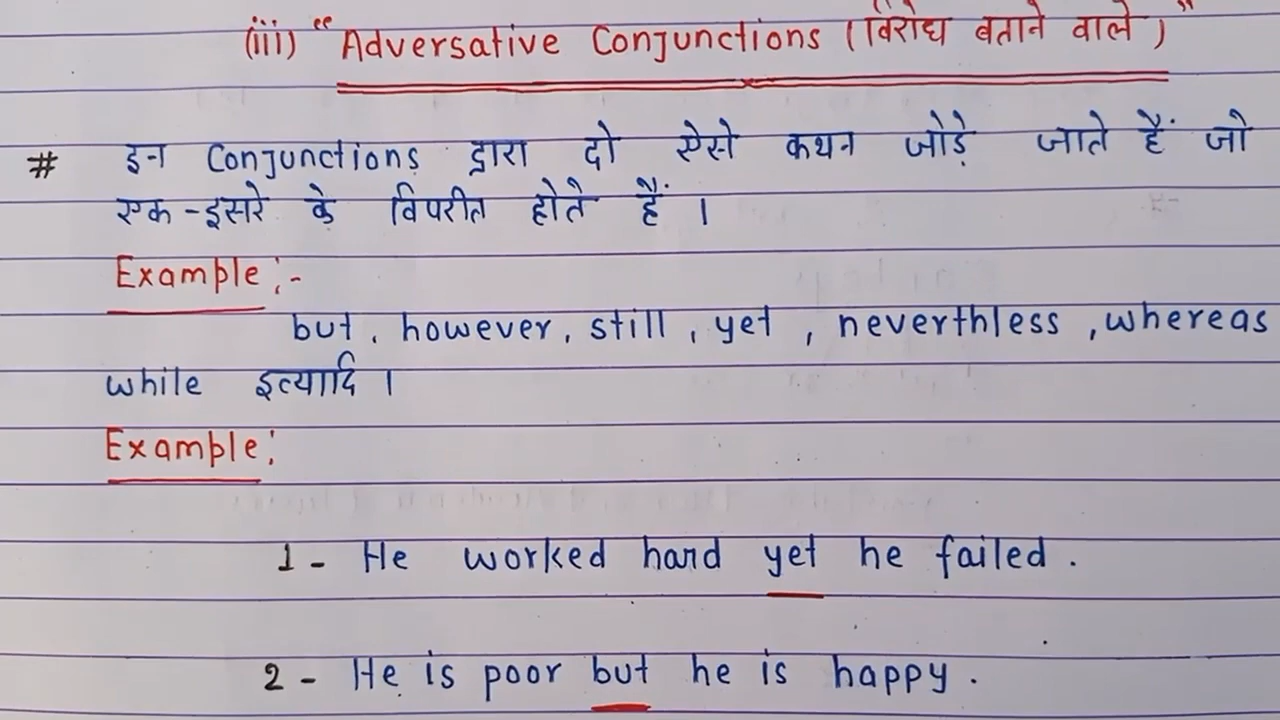 (iii) "Adversative Conjunctions (विरोध बताने वाले)"
# इन Conjunctions द्वारा दो ऐसे कथन जोड़े जाते हैं जो
एक-इसरे के विपरीत होते हैं ।
Example :-
but, however, still, yet, neverthless, whereas
while इत्यादि ।
Example:
1 - He worked hard yet he failed.
2 - He is poor but he is happy.